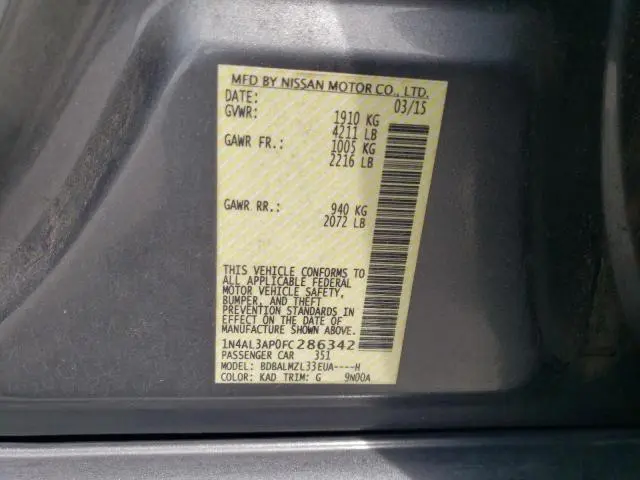 MFD BY NISSAN MOTOR CO., LTD.
DATE: 03/15
GVWR: 1910 KG
4211 LB
GAWR FR.: 1005 KG
2216 LB
GAWR RR.: 940 KG
2072 LB
THIS VEHICLE CONFORMS TO
ALL APPLICABLE FEDERAL
MOTOR VEHICLE SAFETY,
BUMPER, AND THEFT
PREVENTION STANDARDS IN
EFFECT ON THE DATE OF
MANUFACTURE SHOWN ABOVE.
1N4AL3AP0FC286342
PASSENGER CAR 351
MODEL: BDBALMZL33EUA----H
COLOR: KAD TRIM: G 9N00A